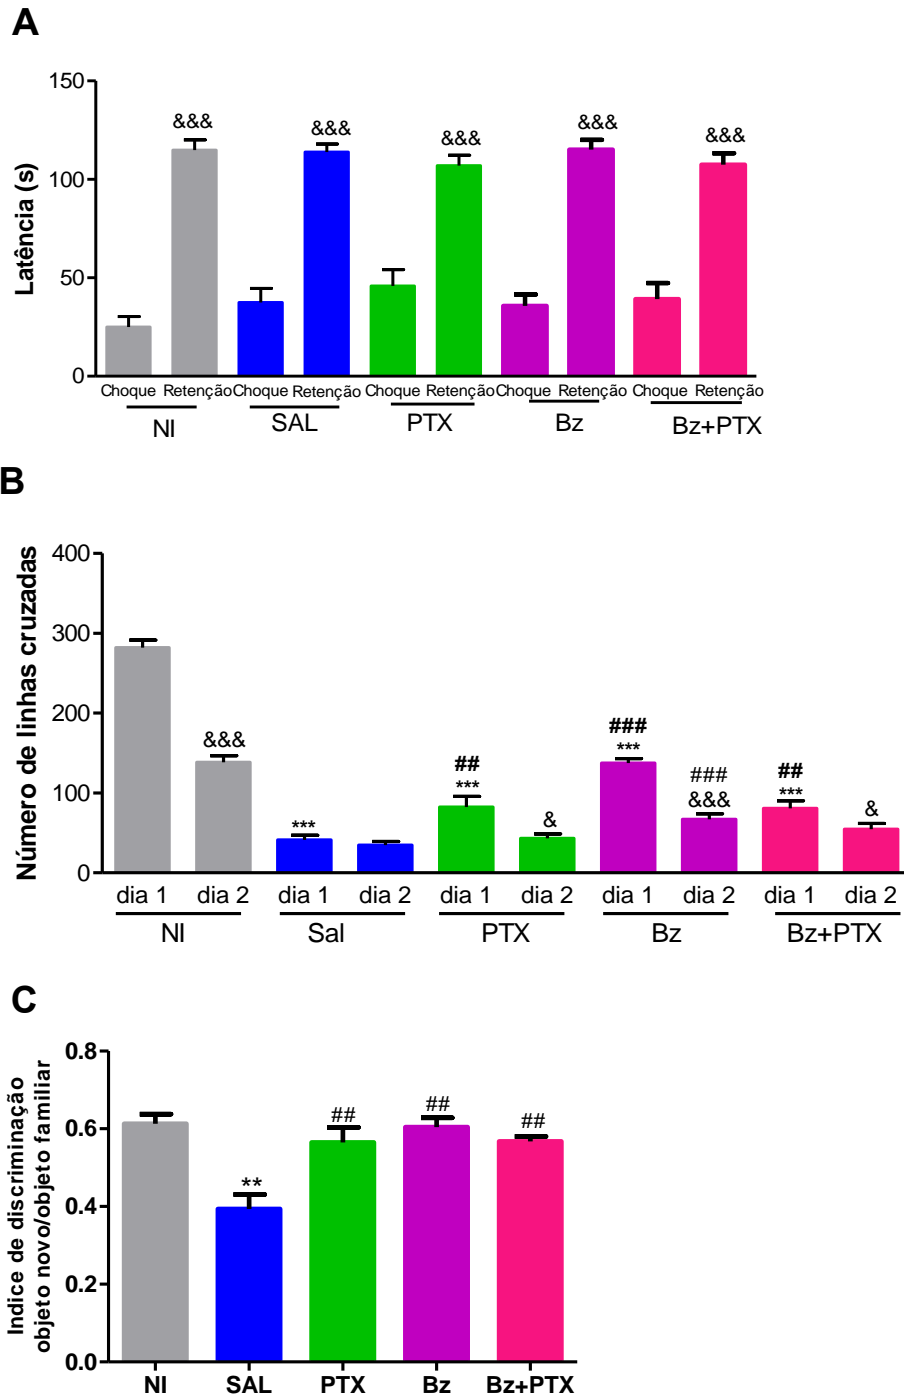 A
Latência (s)
150
100
50
0
&&& &&& &&& &&& &&&
Choque Retenção Choque Retenção Choque Retenção Choque Retenção Choque Retenção
NI SAL PTX Bz Bz+PTX
B
Número de linhas cruzadas
400
300
200
100
0
&&& *** ## *** & ### *** ### &&& ## *** &
dia 1 dia 2 dia 1 dia 2 dia 1 dia 2 dia 1 dia 2 dia 1 dia 2
NI Sal PTX Bz Bz+PTX
C
Indice de discriminação
objeto novo/objeto familiar
0.8
0.6
0.4
0.2
0.0
** ## ## ##
NI SAL PTX Bz Bz+PTX